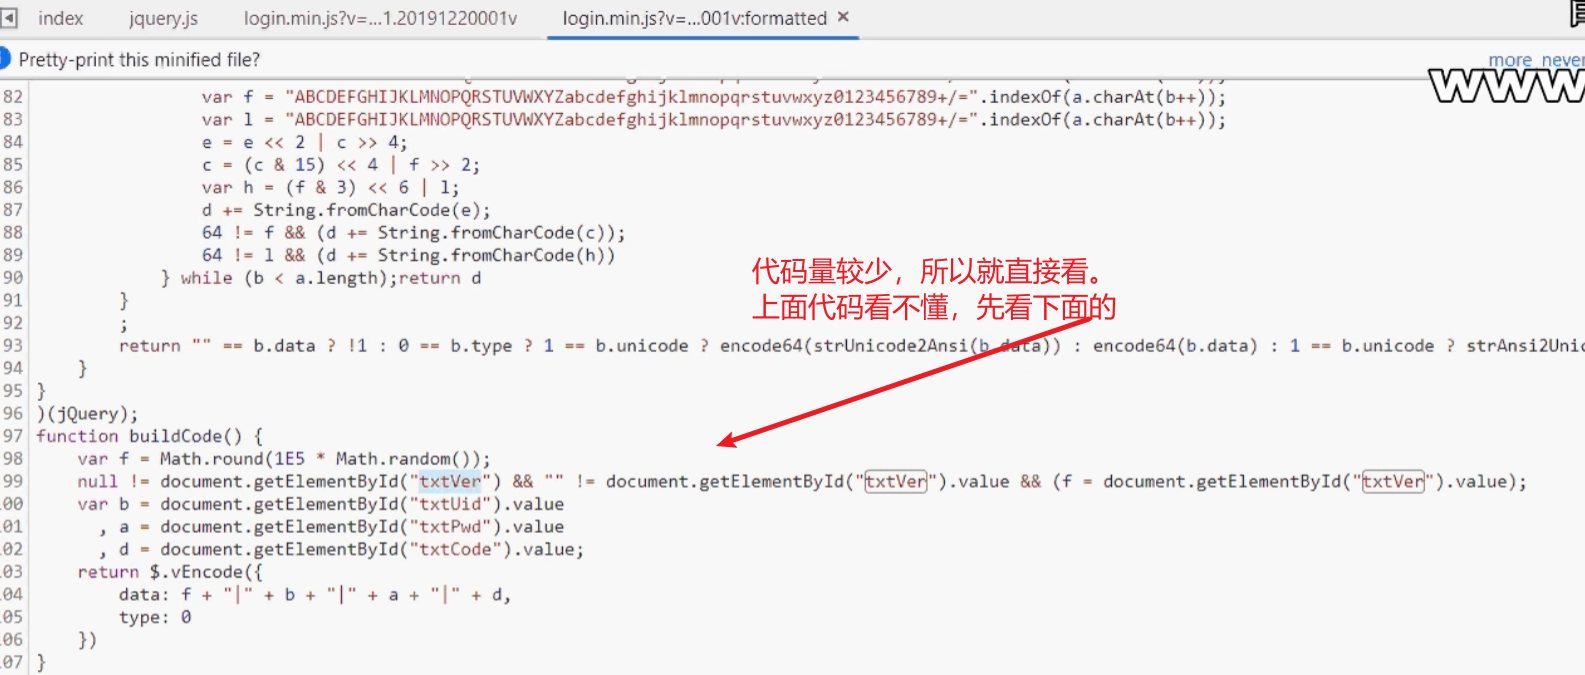 index jquery.js login.min.js?v=...1.20191220001v login.min.js?v=...001v:formatted ×
Pretty-print this minified file?
more never
www
82 var f = "ABCDEFGHIJKLMNOPQRSTUVWXYZabcdefghijklmnopqrstuvwxyz0123456789+/=".indexOf(a.charAt(b++));
83 var l = "ABCDEFGHIJKLMNOPQRSTUVWXYZabcdefghijklmnopqrstuvwxyz0123456789+/=".indexOf(a.charAt(b++));
84 e = e << 2 | c >> 4;
85 c = (c & 15) << 4 | f >> 2;
86 var h = (f & 3) << 6 | l;
87 d += String.fromCharCode(e);
88 64 != f && (d += String.fromCharCode(c));
89 64 != l && (d += String.fromCharCode(h))
90 } while (b < a.length);return d
代码量较少，所以就直接看。
上面代码看不懂，先看下面的
91 }
92 ;
93 return "" == b.data ? !1 : 0 == b.type ? 1 == b.unicode ? encode64(strUnicode2Ansi(b.data)) : encode64(b.data) : 1 == b.unicode ? strAnsi2Unic
94 }
95 }
96 )(jQuery);
97 function buildCode() {
98 var f = Math.round(1E5 * Math.random());
99 null != document.getElementById("txtVer") && "" != document.getElementById("txtVer").value && (f = document.getElementById("txtVer").value);
00 var b = document.getElementById("txtUid").value
01 , a = document.getElementById("txtPwd").value
02 , d = document.getElementById("txtCode").value;
03 return $.vEncode({
04 data: f + "|" + b + "|" + a + "|" + d,
05 type: 0
06 })
07 }